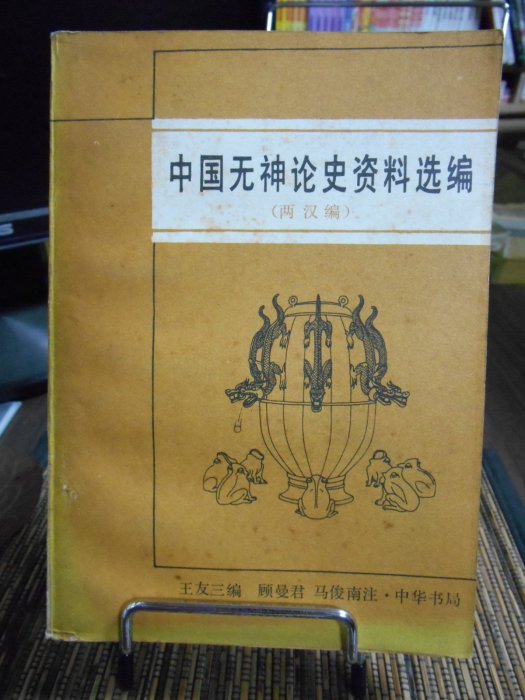 中国无神论史资料选编
（两汉编）
王友三编 顾曼君 马俊南注·中华书局